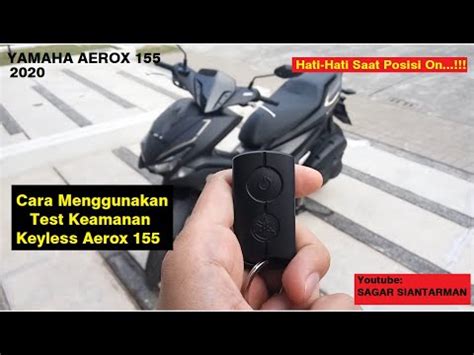 YAMAHA AEROX 155
2020
Hati-Hati Saat Posisi On...!!!
Cara Menggunakan
Test Keamanan
Keyless Aerox 155
Youtube:
SAGAR SIANTARMAN